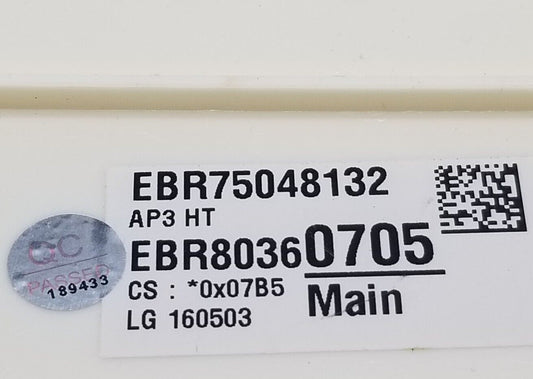 EBR75048132
AP3 HT
EBR80360705
CS : *0x07B5
Main
LG 160503
QC
PASSED
189433